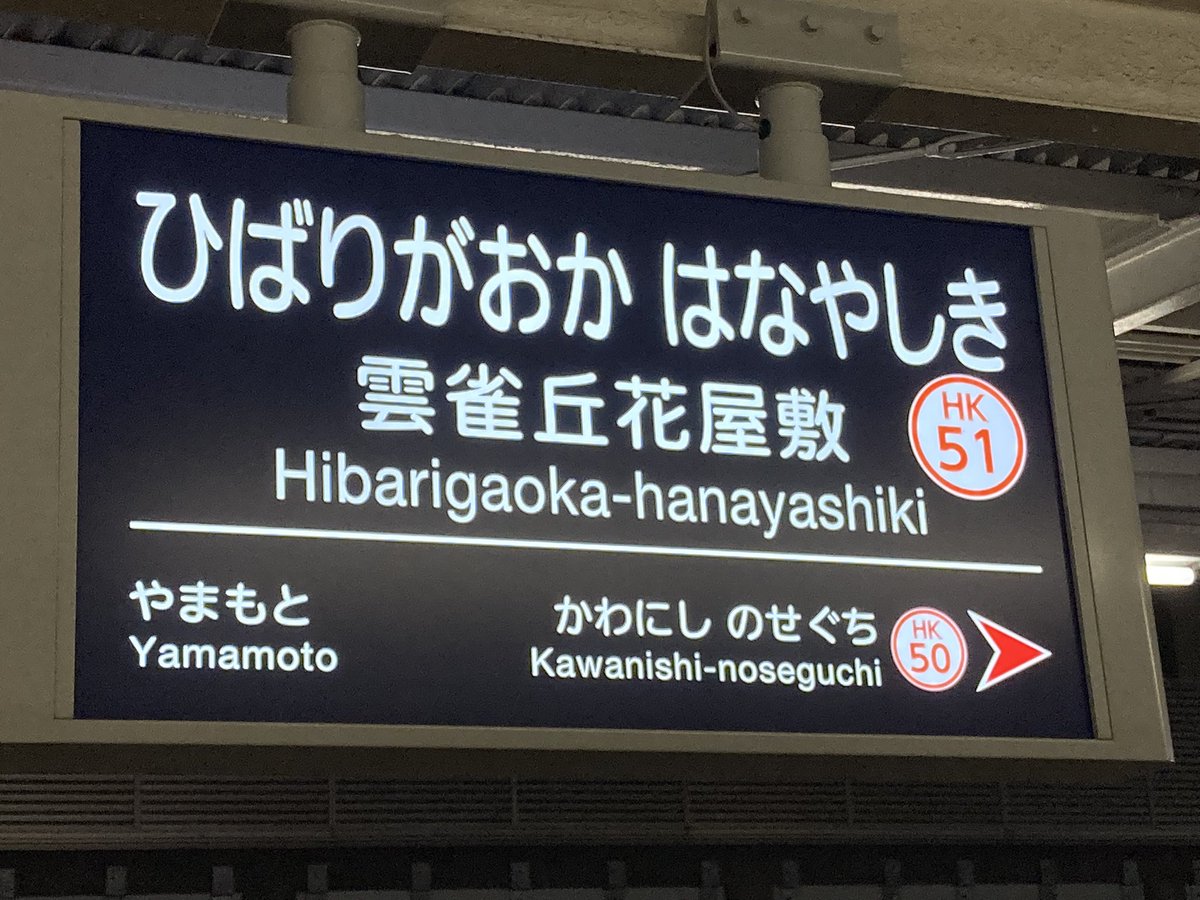 ひばりがおか はなやしき
雲雀丘花屋敷
HK
51
Hibarigaoka-hanayashiki
やまもと
Yamamoto
かわにし のせぐち
Kawanishi-noseguchi
HK
50